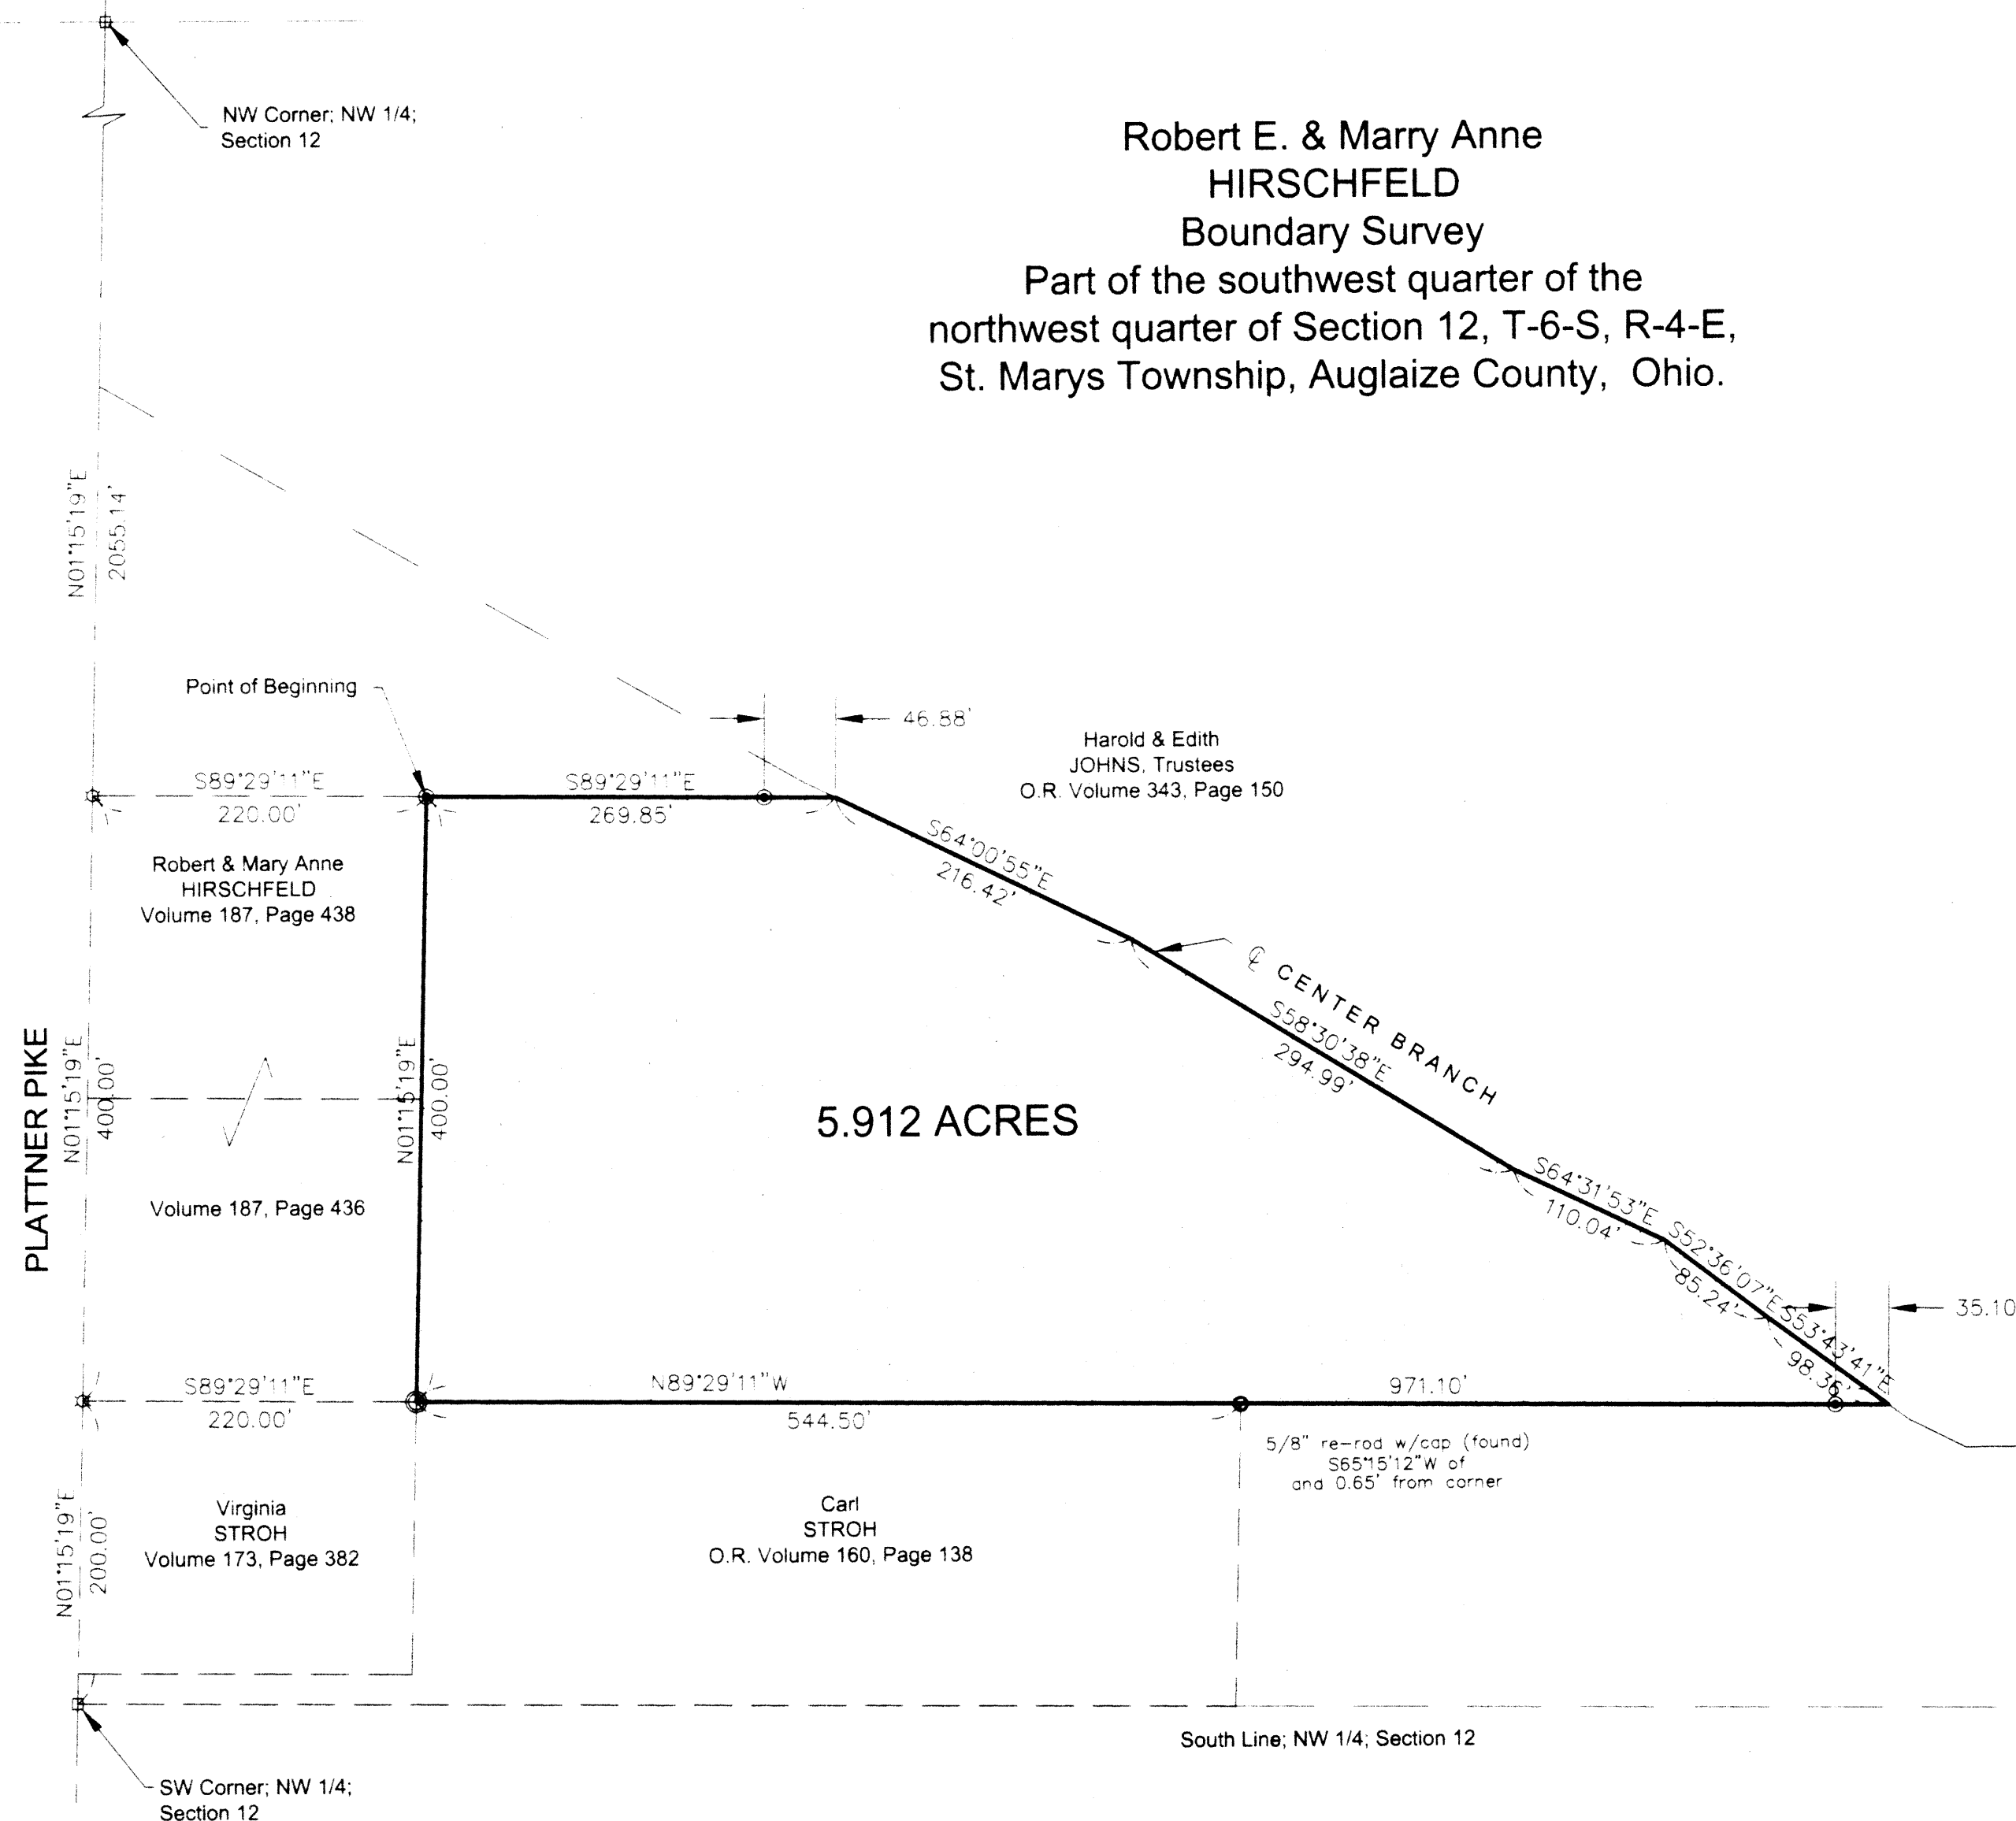 NW Corner; NW 1/4;
Section 12
Robert E. & Marry Anne
HIRSCHFELD
Boundary Survey
Part of the southwest quarter of the
northwest quarter of Section 12, T-6-S, R-4-E,
St. Marys Township, Auglaize County, Ohio.
N01°15'19"E
2055.14'
Point of Beginning
46.88'
Harold & Edith
JOHNS, Trustees
O.R. Volume 343, Page 150
S89°29'11"E
220.00'
S89°29'11"E
269.85'
S64°00'55"E
216.42'
Robert & Mary Anne
HIRSCHFELD
Volume 187, Page 438
℄ CENTER BRANCH
S58°30'38"E
294.99'
PLATTNER PIKE
N01°15'19"E
400.00'
N01°15'19"E
400.00'
5.912 ACRES
Volume 187, Page 436
S64°31'53"E
110.04'
S52°36'07"E
85.24'
S53°43'41"E
98.36'
35.10
S89°29'11"E
220.00'
N89°29'11"W
544.50'
971.10'
5/8" re-rod w/cap (found)
S65°15'12"W of
and 0.65' from corner
N01°15'19"E
200.00'
Virginia
STROH
Volume 173, Page 382
Carl
STROH
O.R. Volume 160, Page 138
South Line; NW 1/4; Section 12
SW Corner; NW 1/4;
Section 12